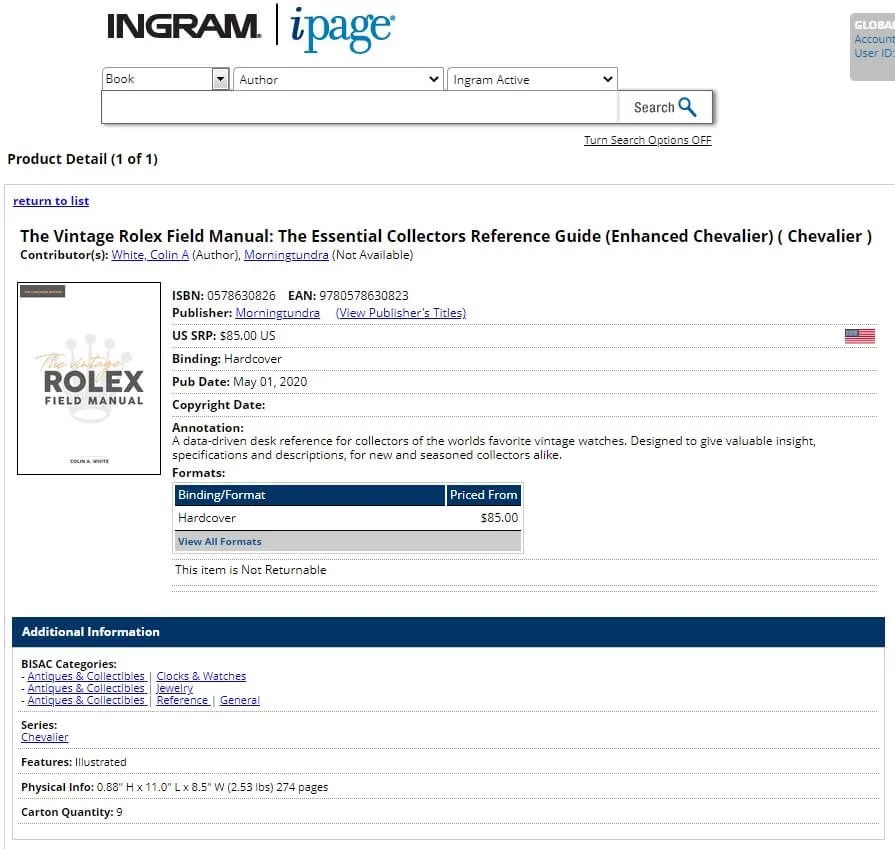 INGRAM. ipage
GLOBAL
Account
User ID:
Book Author Ingram Active
Search
Turn Search Options OFF
Product Detail (1 of 1)
return to list
The Vintage Rolex Field Manual: The Essential Collectors Reference Guide (Enhanced Chevalier) ( Chevalier )
Contributor(s): White, Colin A (Author), Morningtundra (Not Available)
The vintage
ROLEX
FIELD MANUAL
COLIN A. WHITE
ISBN: 0578630826 EAN: 9780578630823
Publisher: Morningtundra (View Publisher's Titles)
US SRP: $85.00 US
Binding: Hardcover
Pub Date: May 01, 2020
Copyright Date:
Annotation:
A data-driven desk reference for collectors of the worlds favorite vintage watches. Designed to give valuable insight,
specifications and descriptions, for new and seasoned collectors alike.
Formats:
Binding/Format Priced From
Hardcover $85.00
View All Formats
This item is Not Returnable
Additional Information
BISAC Categories:
- Antiques & Collectibles | Clocks & Watches
- Antiques & Collectibles | Jewelry
- Antiques & Collectibles | Reference | General
Series:
Chevalier
Features: Illustrated
Physical Info: 0.88" H x 11.0" L x 8.5" W (2.53 lbs) 274 pages
Carton Quantity: 9